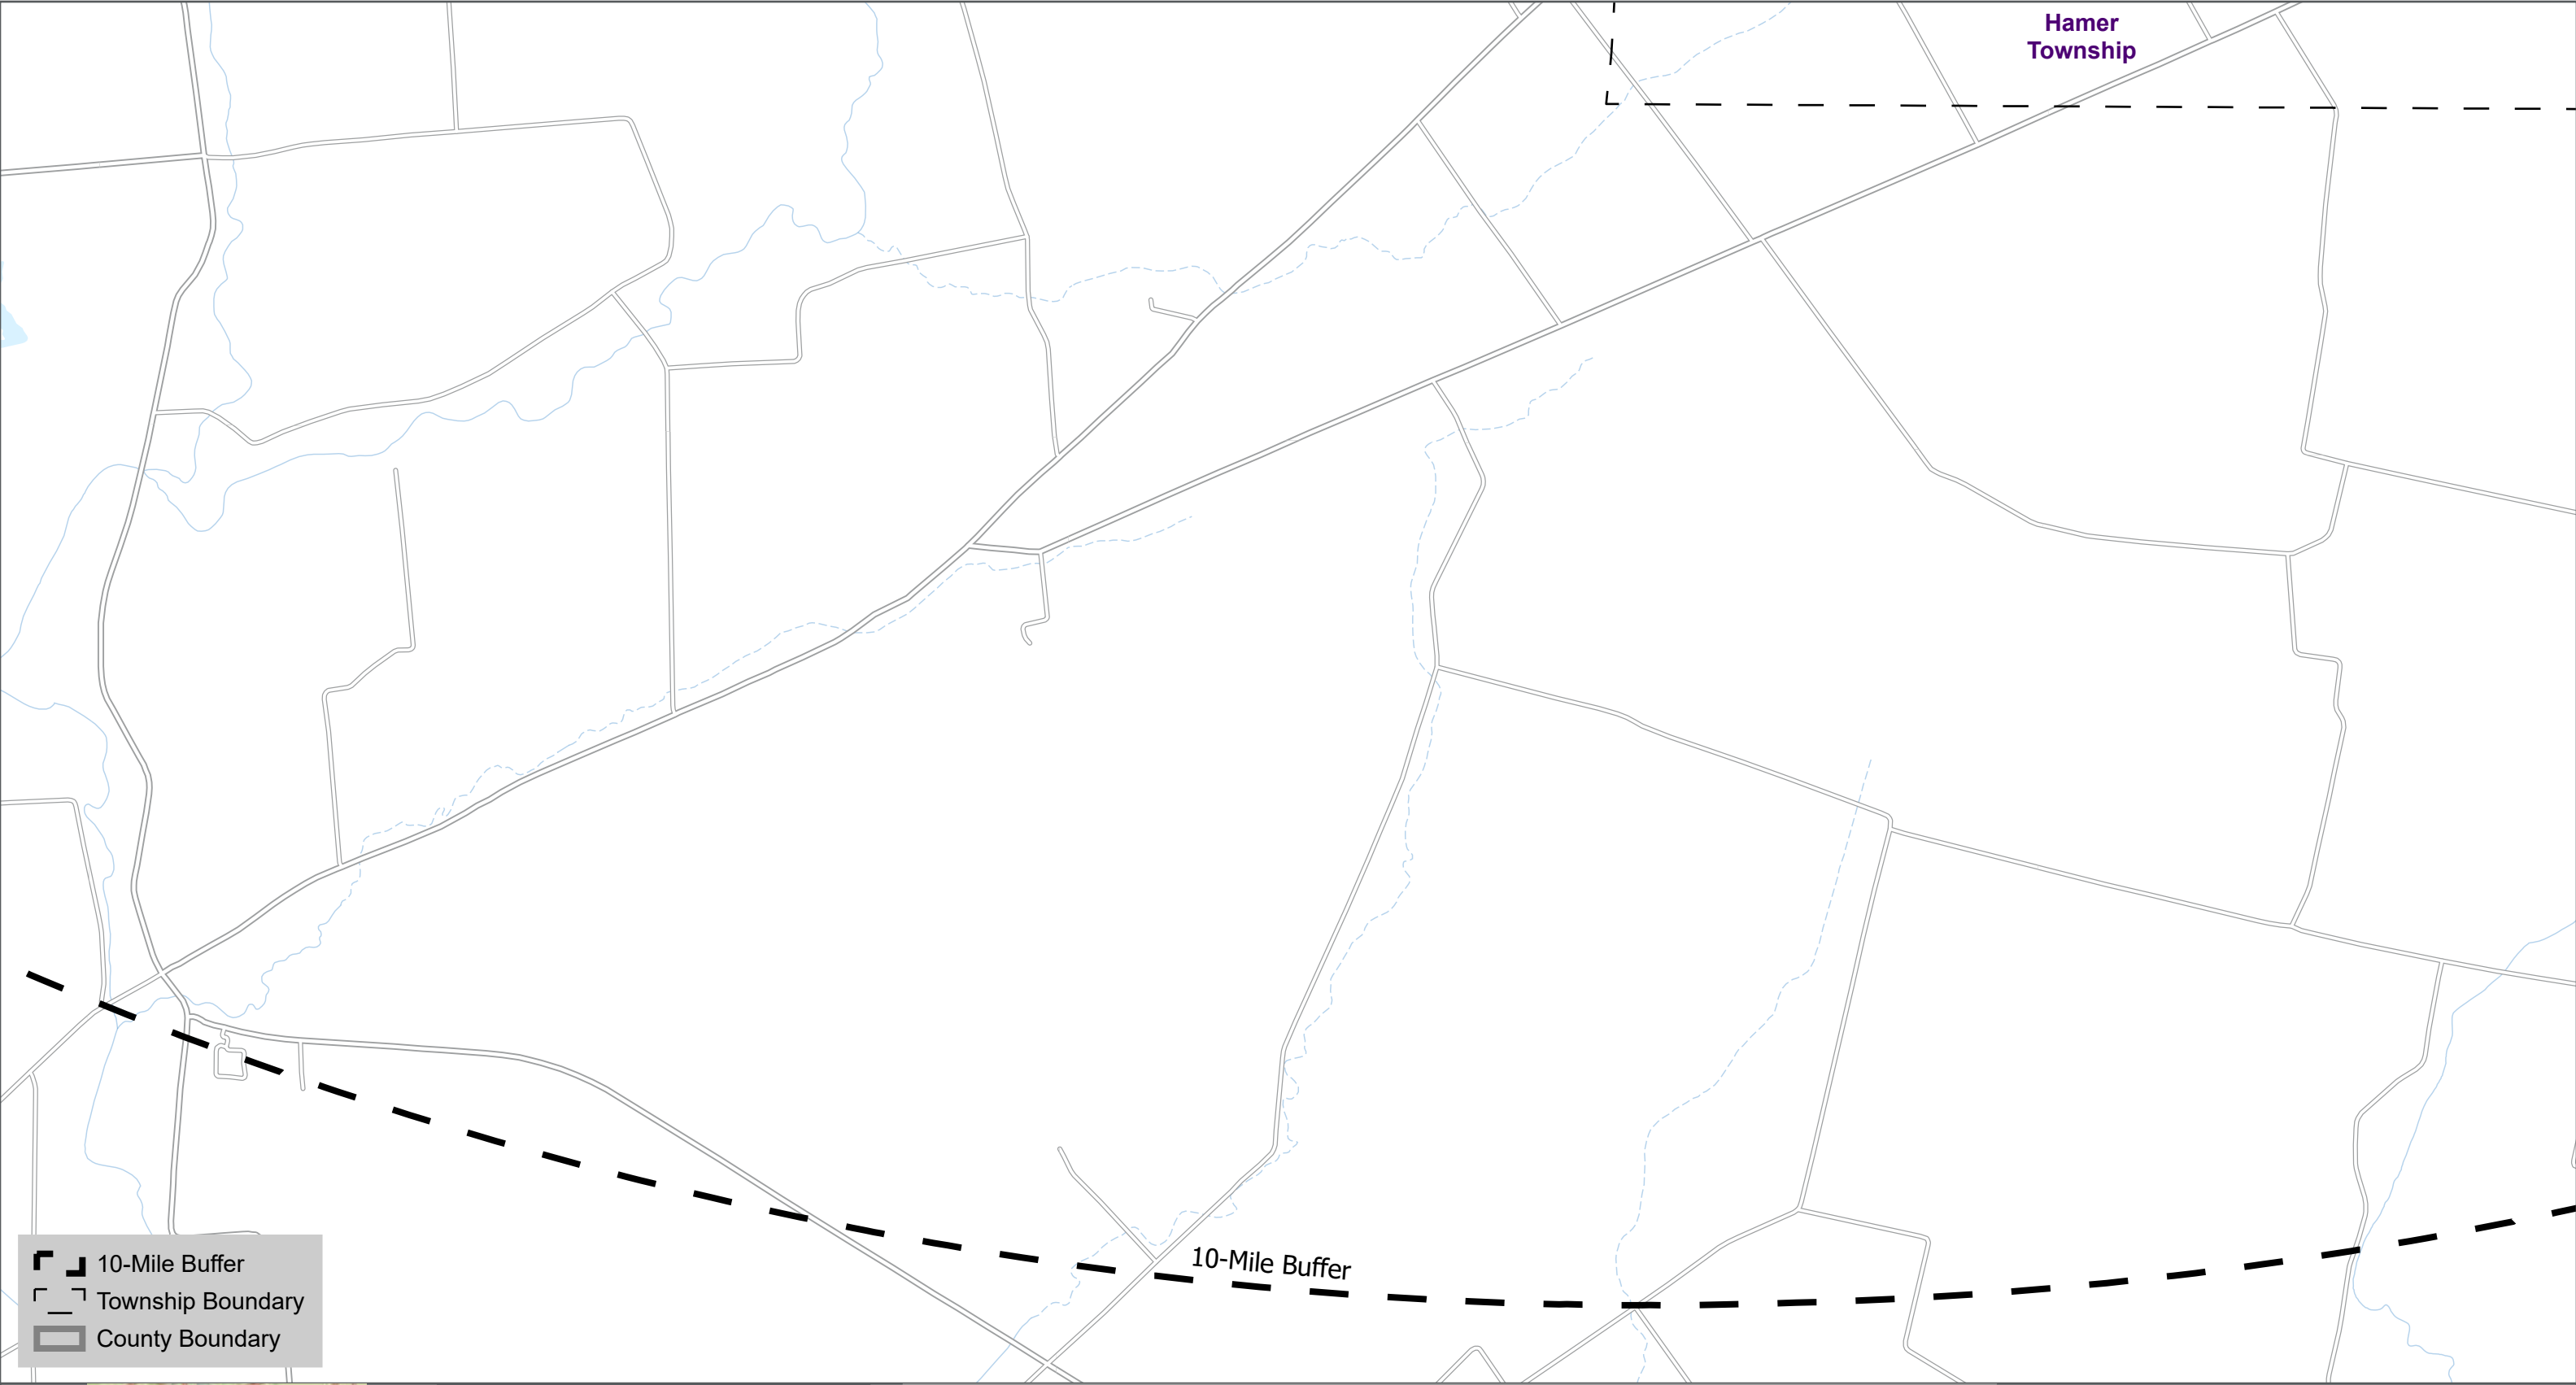 Hamer
Township
10-Mile Buffer
10-Mile Buffer
Township Boundary
County Boundary